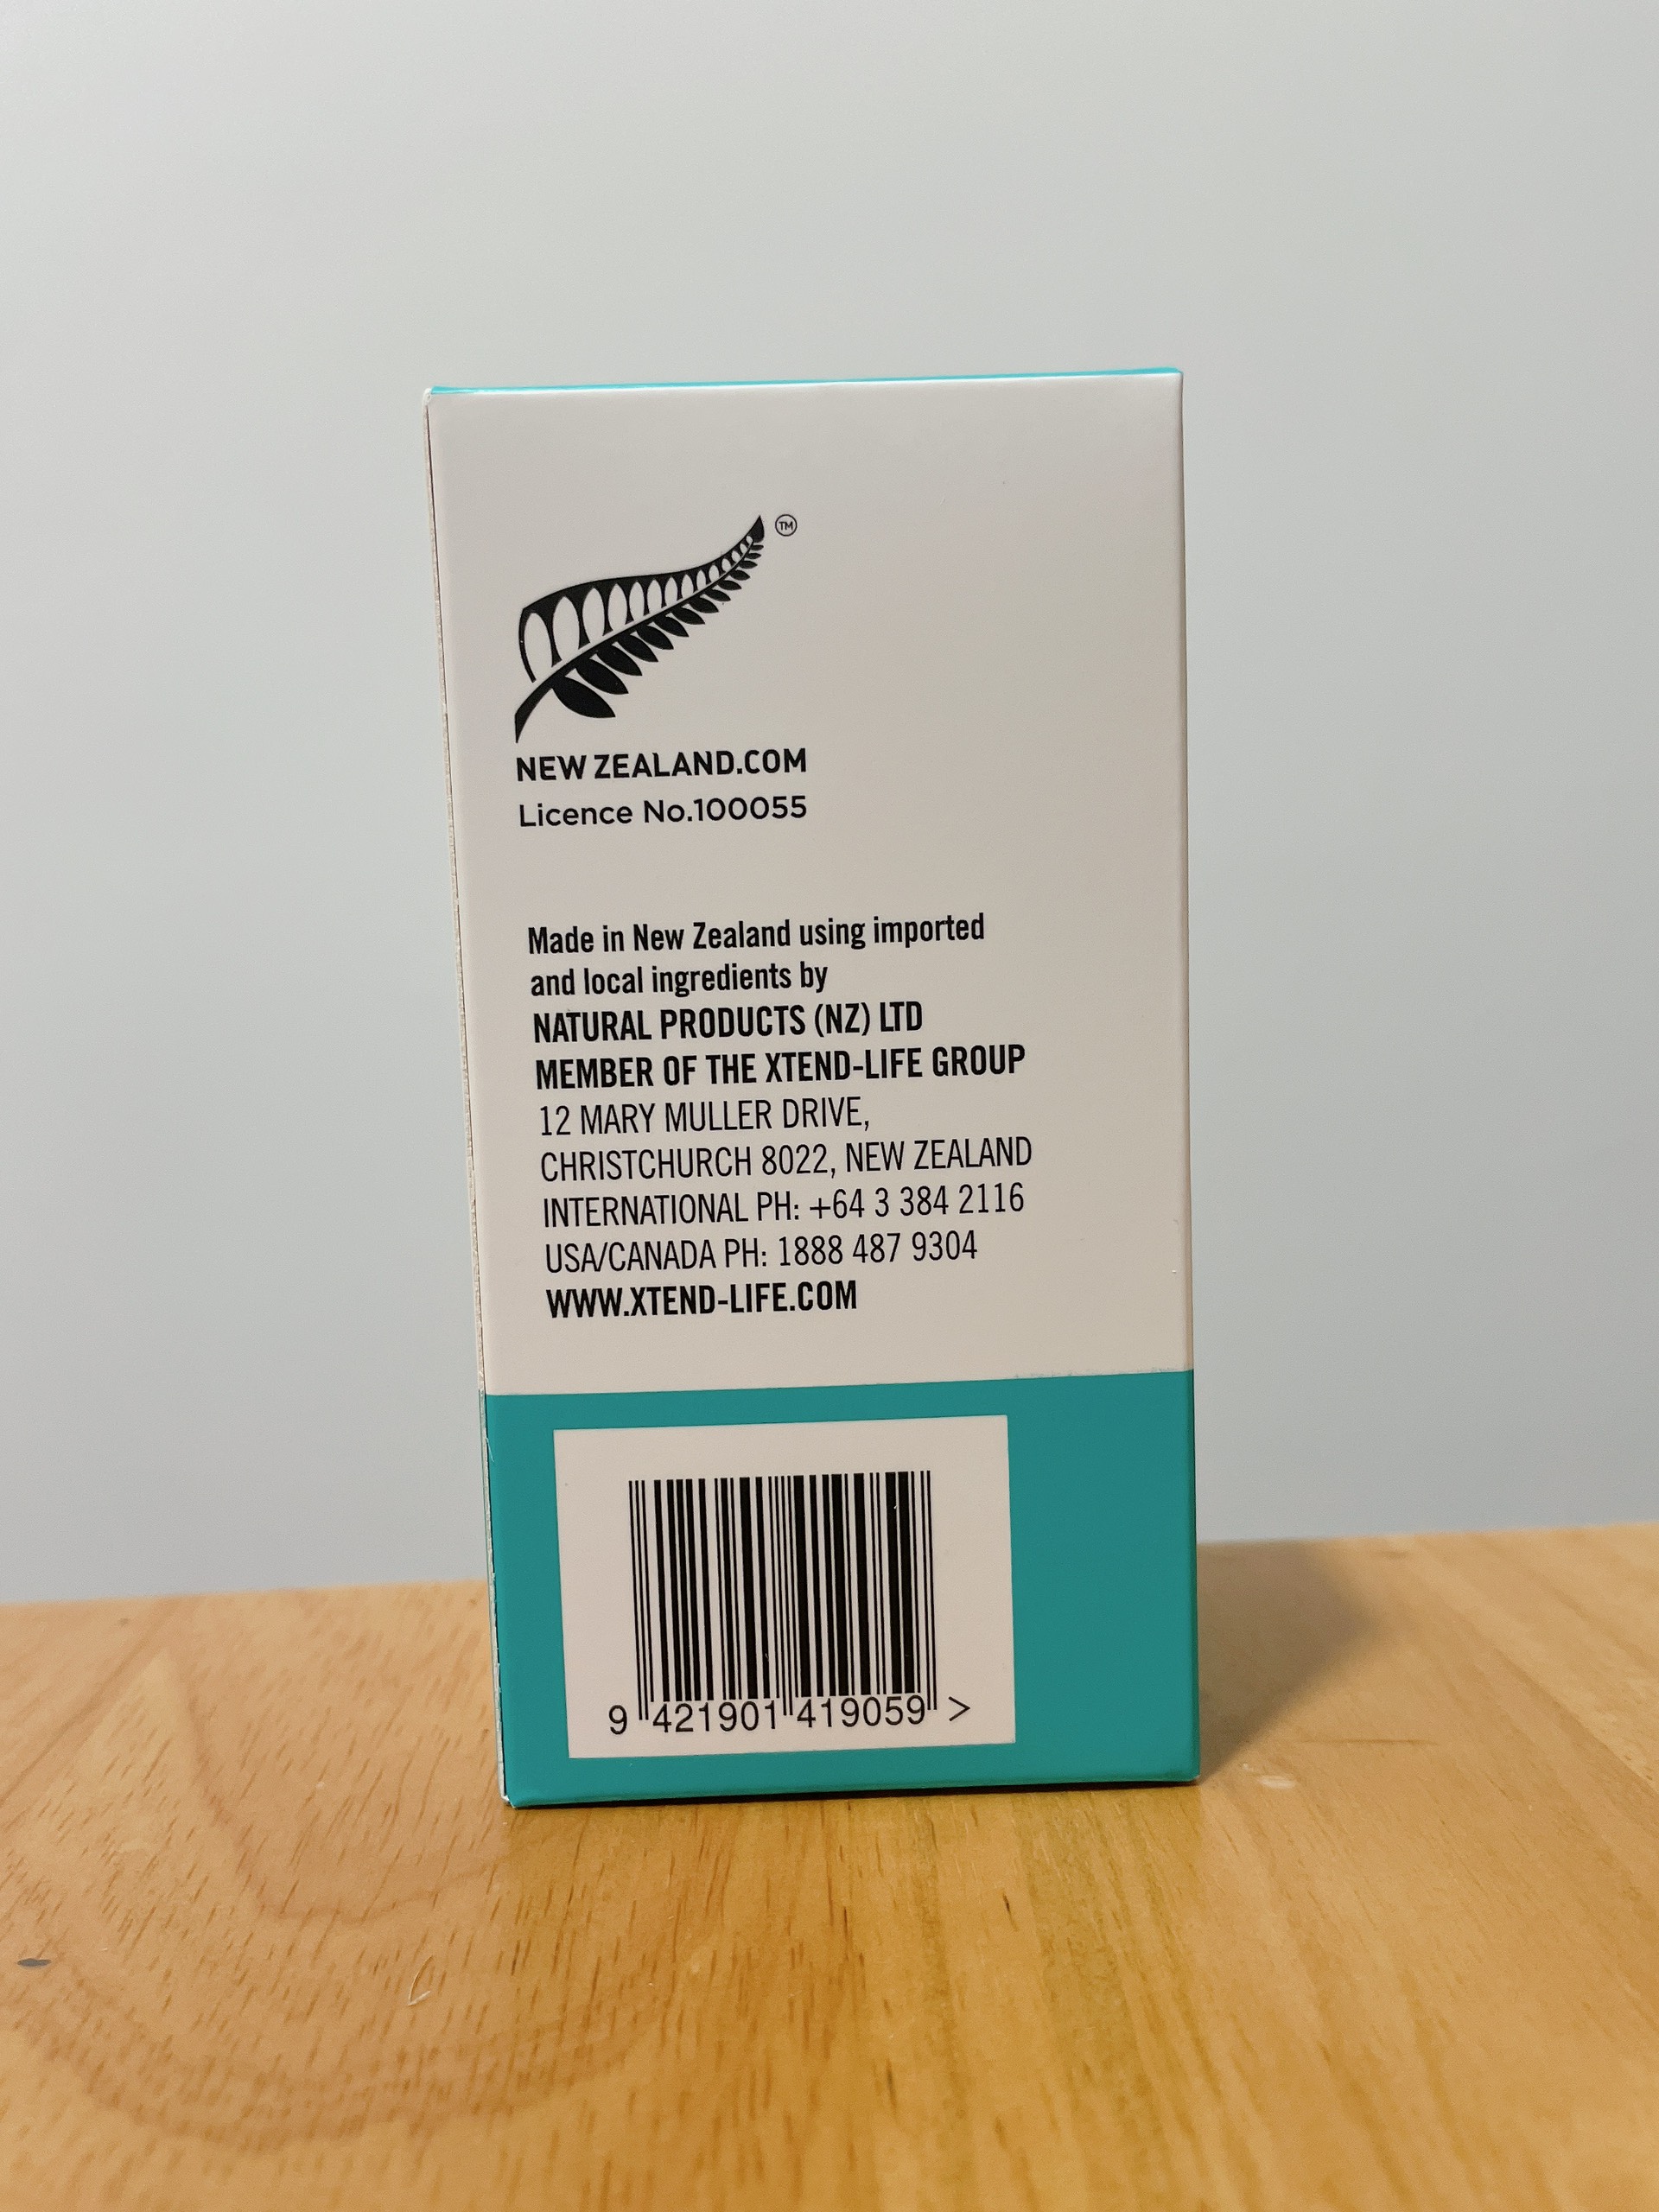 TM
NEW ZEALAND.COM
Licence No.100055
Made in New Zealand using imported
and local ingredients by
NATURAL PRODUCTS (NZ) LTD
MEMBER OF THE XTEND-LIFE GROUP
12 MARY MULLER DRIVE,
CHRISTCHURCH 8022, NEW ZEALAND
INTERNATIONAL PH: +64 3 384 2116
USA/CANADA PH: 1888 487 9304
WWW.XTEND-LIFE.COM
9 421901 419059 >